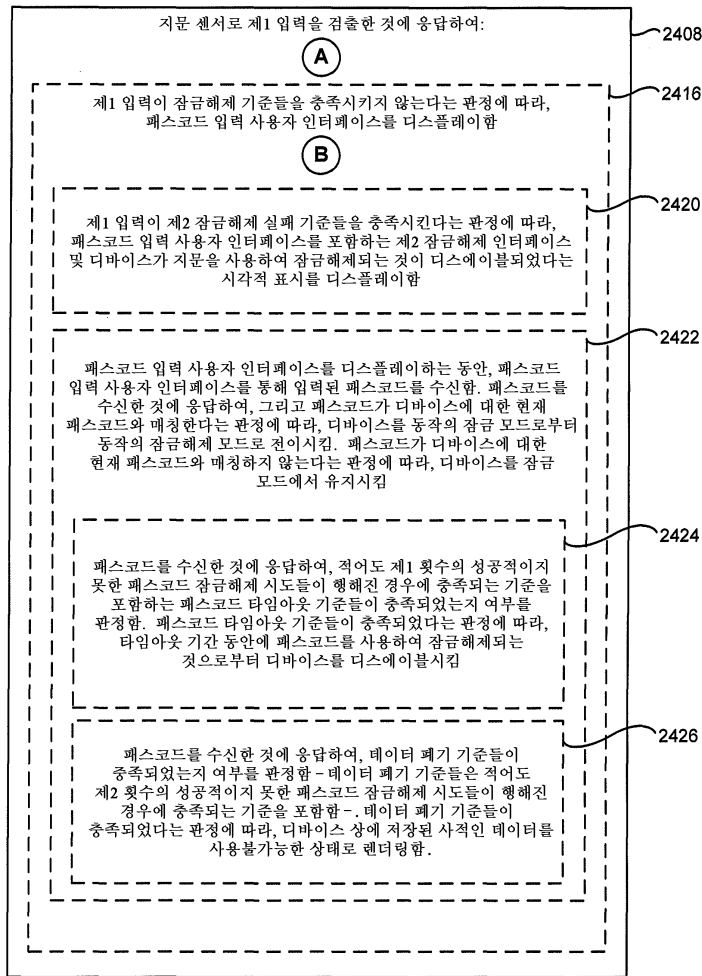 지문 센서로 제1 입력을 검출한 것에 응답하여:
2408
A
2416
제1 입력이 잠금해제 기준들을 충족시키지 않는다는 판정에 따라,
패스코드 입력 사용자 인터페이스를 디스플레이함
B
2420
제1 입력이 제2 잠금해제 실패 기준들을 충족시킨다는 판정에 따라,
패스코드 입력 사용자 인터페이스를 포함하는 제2 잠금해제 인터페이스
및 디바이스가 지문을 사용하여 잠금해제되는 것이 디스에이블되었다는
시각적 표시를 디스플레이함
2422
패스코드 입력 사용자 인터페이스를 디스플레이하는 동안, 패스코드
입력 사용자 인터페이스를 통해 입력된 패스코드를 수신함. 패스코드를
수신한 것에 응답하여, 그리고 패스코드가 디바이스에 대한 현재
패스코드와 매칭한다는 판정에 따라, 디바이스를 동작의 잠금 모드로부터
동작의 잠금해제 모드로 전이시킴. 패스코드가 디바이스에 대한
현재 패스코드와 매칭하지 않는다는 판정에 따라, 디바이스를 잠금
모드에서 유지시킴
2424
패스코드를 수신한 것에 응답하여, 적어도 제1 횟수의 성공적이지
못한 패스코드 잠금해제 시도들이 행해진 경우에 충족되는 기준을
포함하는 패스코드 타임아웃 기준들이 충족되었는지 여부를
판정함. 패스코드 타임아웃 기준들이 충족되었다는 판정에 따라,
타임아웃 기간 동안에 패스코드를 사용하여 잠금해제되는
것으로부터 디바이스를 디스에이블시킴
2426
패스코드를 수신한 것에 응답하여, 데이터 폐기 기준들이
충족되었는지 여부를 판정함 - 데이터 폐기 기준들은 적어도
제2 횟수의 성공적이지 못한 패스코드 잠금해제 시도들이 행해진
경우에 충족되는 기준을 포함함 -. 데이터 폐기 기준들이
충족되었다는 판정에 따라, 디바이스 상에 저장된 사적인 데이터를
사용불가능한 상태로 렌더링함.